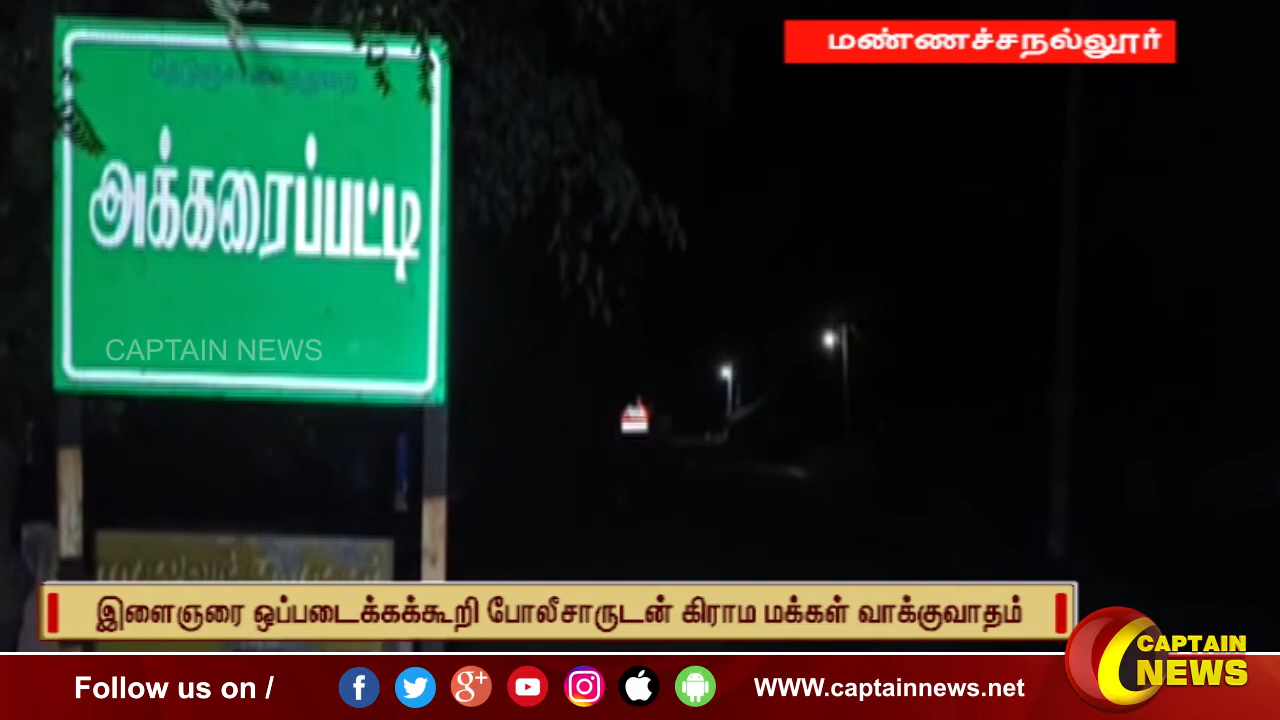 மண்ணச்சநல்லூர்
அக்கரைப்பட்டி
CAPTAIN NEWS
இளைஞரை ஒப்படைக்கக்கூறி போலீசாருடன் கிராம மக்கள் வாக்குவாதம்
Follow us on /
WWW.captainnews.net
CAPTAIN
NEWS